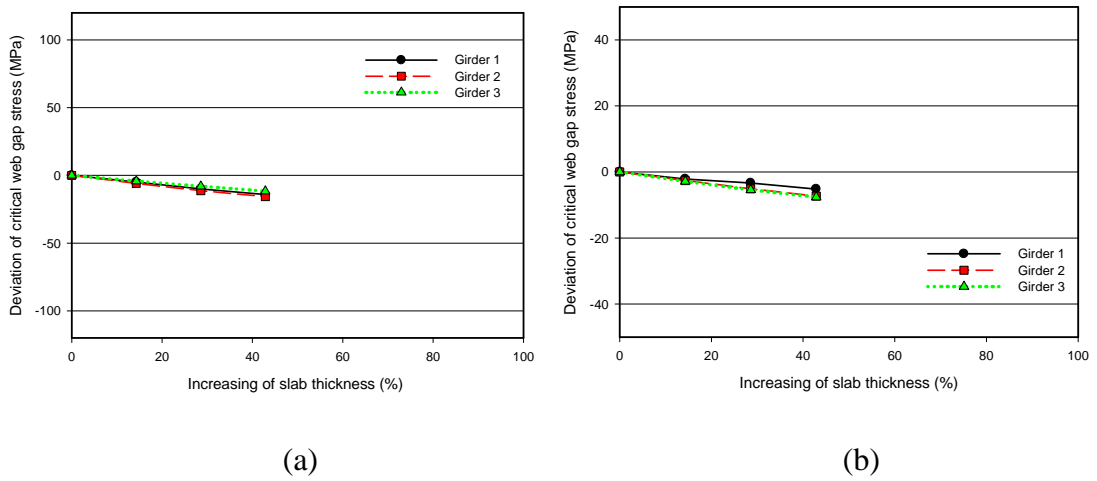 Deviation of critical web gap stress (MPa)
100
50
0
-50
-100
Girder 1
Girder 2
Girder 3
0 20 40 60 80 100
Increasing of slab thickness (%)
(a)
Deviation of critical web gap stress (MPa)
40
20
0
-20
-40
Girder 1
Girder 2
Girder 3
0 20 40 60 80 100
Increasing of slab thickness (%)
(b)